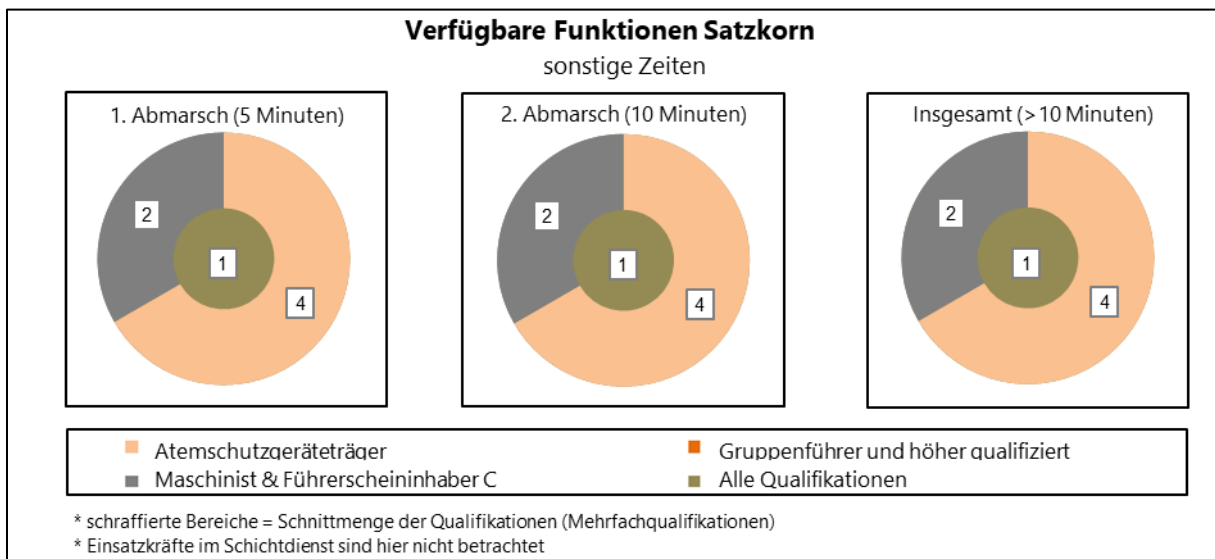 Verfügbare Funktionen Satzkorn
sonstige Zeiten
1. Abmarsch (5 Minuten)
2
1
4
2. Abmarsch (10 Minuten)
2
1
4
Insgesamt (>10 Minuten)
2
1
4
Atemschutzgeräteträger
Gruppenführer und höher qualifiziert
Maschinist & Führerscheininhaber C
Alle Qualifikationen
* schraffierte Bereiche = Schnittmenge der Qualifikationen (Mehrfachqualifikationen)
* Einsatzkräfte im Schichtdienst sind hier nicht betrachtet